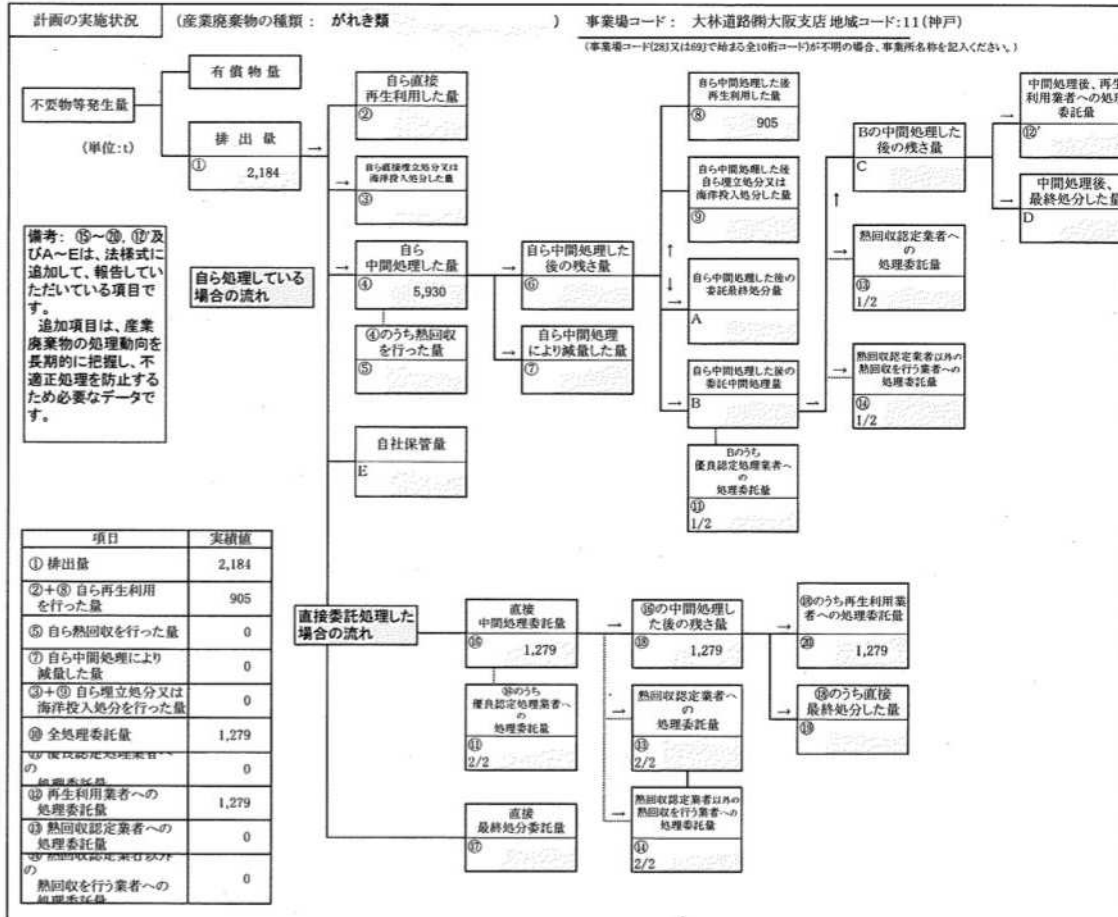 計画の実施状況
(産業廃棄物の種類: がれき類 )
事業場コード: 大林道路㈱大阪支店 地域コード:11(神戸)
(事業場コード(28J又は69Jで始まる全10桁コード)が不明の場合、事業所名称を記入ください。)
有償物量
不要物等発生量
(単位:t)
排出量
① 2,184
備考: ⑮~⑳, ⑫'及
びA~Eは、法様式に
追加して、報告してい
ただいている項目で
す。
追加項目は、産業
廃棄物の処理動向を
長期的に把握し、不
適正処理を防止する
ため必要なデータで
す。
自ら処理している
場合の流れ
自ら直接
再生利用した量
②
自ら直接埋立処分又は
海洋投入処分した量
③
自ら
中間処理した量
④ 5,930
④のうち熱回収
を行った量
⑤
自社保管量
E
自ら中間処理した
後の残さ量
⑥
自ら中間処理
により減量した量
⑦
自ら中間処理した後
再生利用した量
⑧ 905
自ら中間処理した後
自ら埋立処分又は
海洋投入処分した量
⑨
自ら中間処理した後の
委託最終処分量
A
自ら中間処理した後の
委託中間処理量
B
Bのうち
優良認定処理業者へ
の
処理委託量
⑪
1/2
Bの中間処理した
後の残さ量
C
熱回収認定業者へ
の
処理委託量
⑬
1/2
熱回収認定業者以外の
熱回収を行う業者への
処理委託量
⑭
1/2
中間処理後、再生
利用業者への処理
委託量
⑫'
中間処理後、
最終処分した量
D
項目 実績値
① 排出量 2,184
②+⑧ 自ら再生利用
を行った量 905
⑤ 自ら熱回収を行った量 0
⑦ 自ら中間処理により
減量した量 0
③+⑨ 自ら埋立処分又は
海洋投入処分を行った量 0
⑩ 全処理委託量 1,279
⑪ 優良認定処理業者へ
の
処理委託量 0
⑫ 再生利用業者への
処理委託量 1,279
⑬ 熱回収認定業者への
処理委託量 0
⑭ 熱回収認定業者以外
の
熱回収を行う業者への
処理委託量 0
直接委託処理した
場合の流れ
直接
中間処理委託量
⑯ 1,279
⑯のうち
優良認定処理業者へ
の
処理委託量
⑪
2/2
直接
最終処分委託量
⑰
⑯の中間処理し
た後の残さ量
⑱ 1,279
熱回収認定業者へ
の
処理委託量
⑬
2/2
熱回収認定業者以外の
熱回収を行う業者への
処理委託量
⑭
2/2
⑱のうち再生利用業
者への処理委託量
⑳ 1,279
⑱のうち直接
最終処分した量
⑲